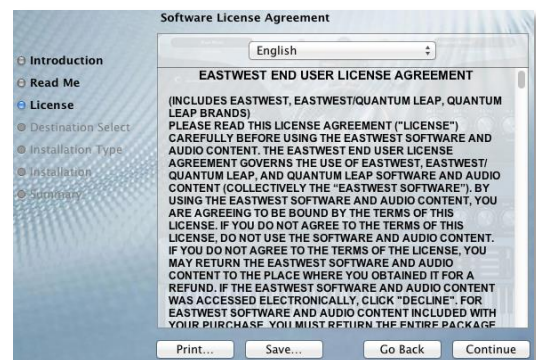 Software License Agreement
Introduction
Read Me
License
Destination Select
Installation Type
Installation
Summary
English
EASTWEST END USER LICENSE AGREEMENT
(INCLUDES EASTWEST, EASTWEST/QUANTUM LEAP, QUANTUM
LEAP BRANDS)
PLEASE READ THIS LICENSE AGREEMENT ("LICENSE")
CAREFULLY BEFORE USING THE EASTWEST SOFTWARE AND
AUDIO CONTENT. THE EASTWEST END USER LICENSE
AGREEMENT GOVERNS THE USE OF EASTWEST, EASTWEST/
QUANTUM LEAP, AND QUANTUM LEAP SOFTWARE AND AUDIO
CONTENT (COLLECTIVELY THE “EASTWEST SOFTWARE”). BY
USING THE EASTWEST SOFTWARE AND AUDIO CONTENT, YOU
ARE AGREEING TO BE BOUND BY THE TERMS OF THIS
LICENSE. IF YOU DO NOT AGREE TO THE TERMS OF THIS
LICENSE, DO NOT USE THE SOFTWARE AND AUDIO CONTENT.
IF YOU DO NOT AGREE TO THE TERMS OF THE LICENSE, YOU
MAY RETURN THE EASTWEST SOFTWARE AND AUDIO
CONTENT TO THE PLACE WHERE YOU OBTAINED IT FOR A
REFUND. IF THE EASTWEST SOFTWARE AND AUDIO CONTENT
WAS ACCESSED ELECTRONICALLY, CLICK "DECLINE". FOR
EASTWEST SOFTWARE AND AUDIO CONTENT INCLUDED WITH
YOUR PURCHASE, YOU MUST RETURN THE ENTIRE PACKAGE
Print...
Save...
Go Back
Continue